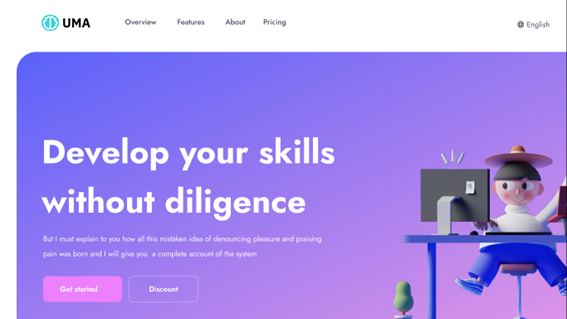 UMA
Overview
Features
About
Pricing
English
Develop your skills
without diligence
But I must explain to you how all this mistaken idea of denouncing pleasure and praising
pain was born and I will give you a complete account of the system
Get started
Discount